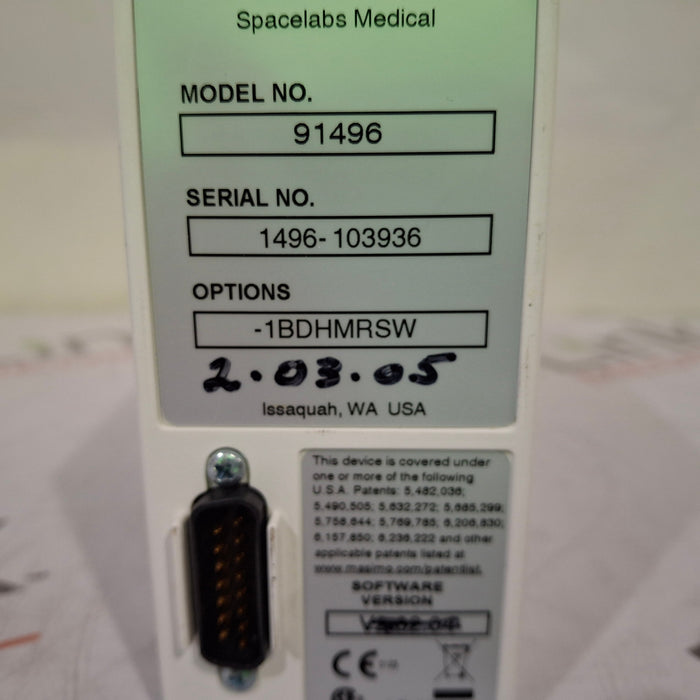 Spacelabs Medical
MODEL NO.
91496
SERIAL NO.
1496-103936
OPTIONS
-1BDHMRSW
2.03.05
Issaquah, WA USA
This device is covered under
one or more of the following
U.S.A. Patents: 5,482,036;
5,490,505; 5,632,272; 5,685,299;
5,758,644; 5,769,785; 6,206,830;
6,157,850; 6,236,222 and other
applicable patents listed at
www.masimo.com/patents.
SOFTWARE
VERSION
CE